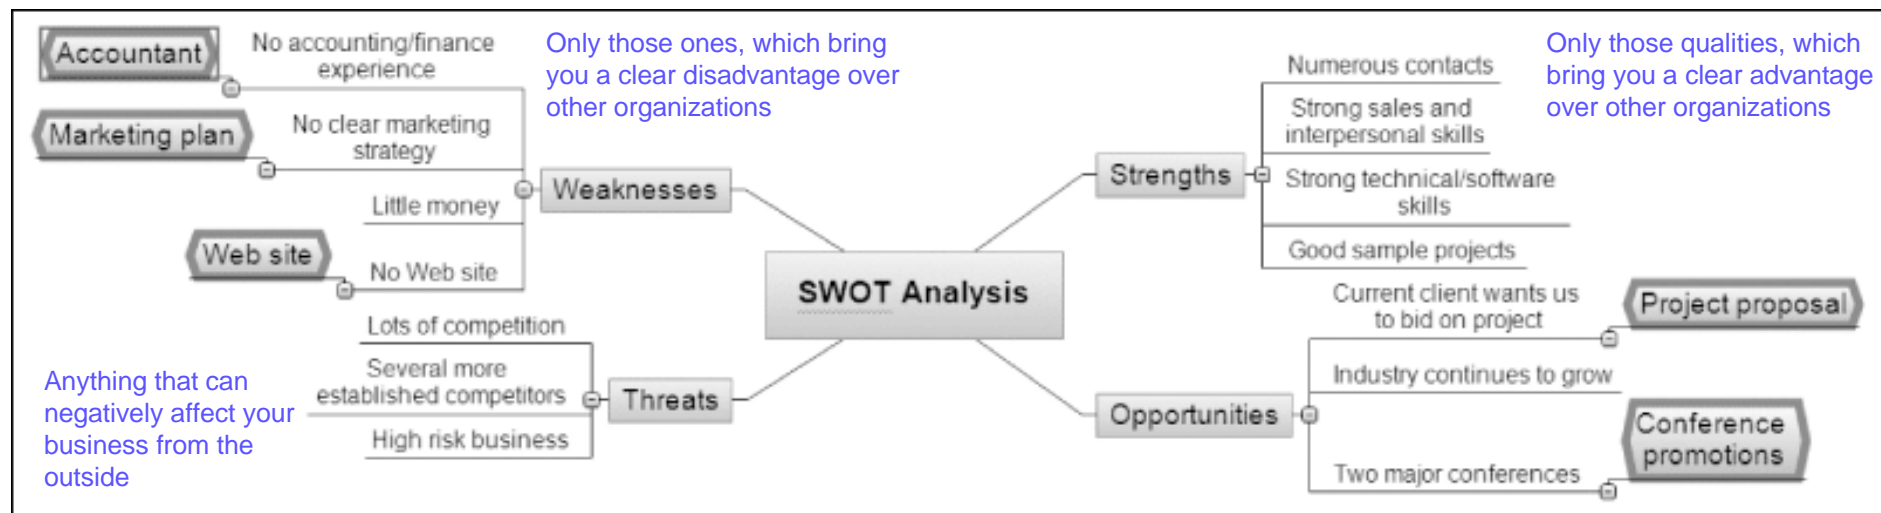 Accountant
No accounting/finance
experience
Marketing plan
No clear marketing
strategy
Little money
Web site
No Web site
Weaknesses
Only those ones, which bring
you a clear disadvantage over
other organizations
Lots of competition
Several more
established competitors
High risk business
Threats
Anything that can
negatively affect your
business from the
outside
SWOT Analysis
Strengths
Numerous contacts
Strong sales and
interpersonal skills
Strong technical/software
skills
Good sample projects
Only those qualities, which
bring you a clear advantage
over other organizations
Opportunities
Current client wants us
to bid on project
Project proposal
Industry continues to grow
Two major conferences
Conference
promotions